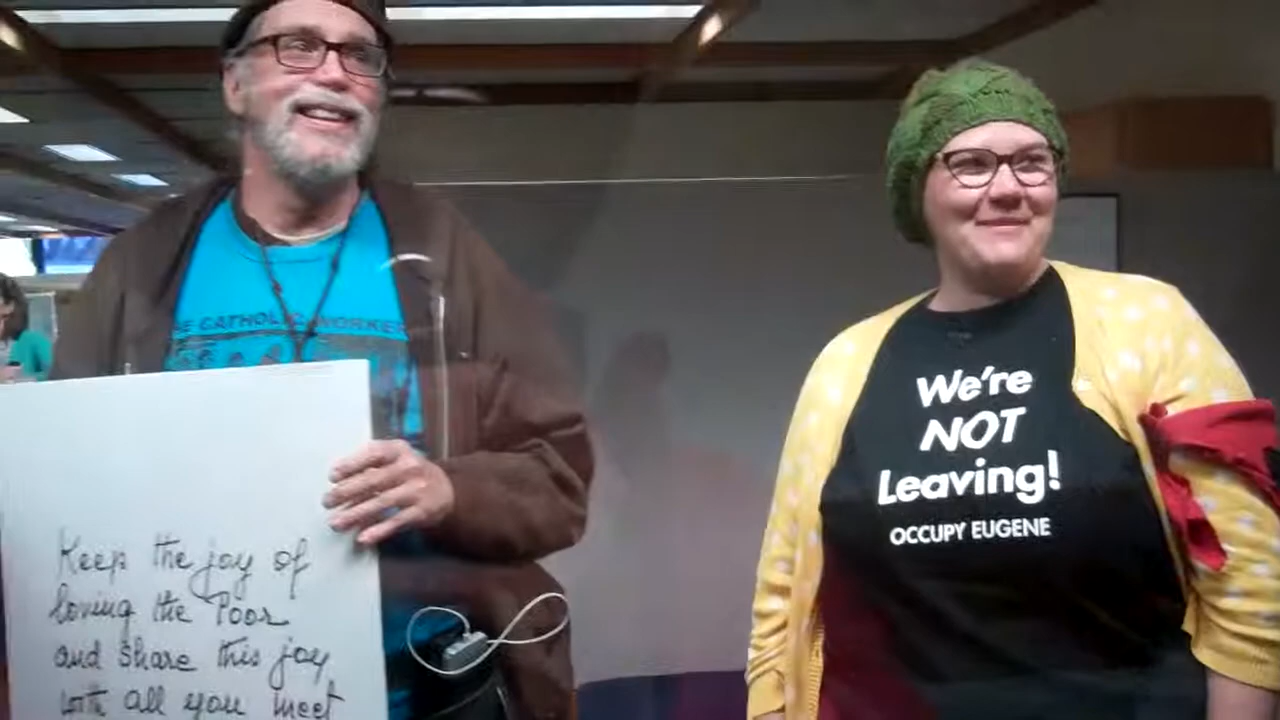 THE CATHOLIC WORKER
Keep the joy of
loving the Poor
and share this joy
with all you meet
We're
NOT
Leaving!
OCCUPY EUGENE